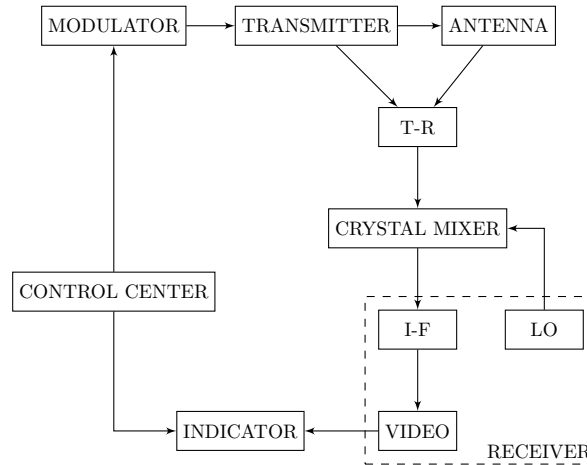 MODULATOR
TRANSMITTER
ANTENNA
T-R
CRYSTAL MIXER
CONTROL CENTER
I-F
LO
INDICATOR
VIDEO
RECEIVER